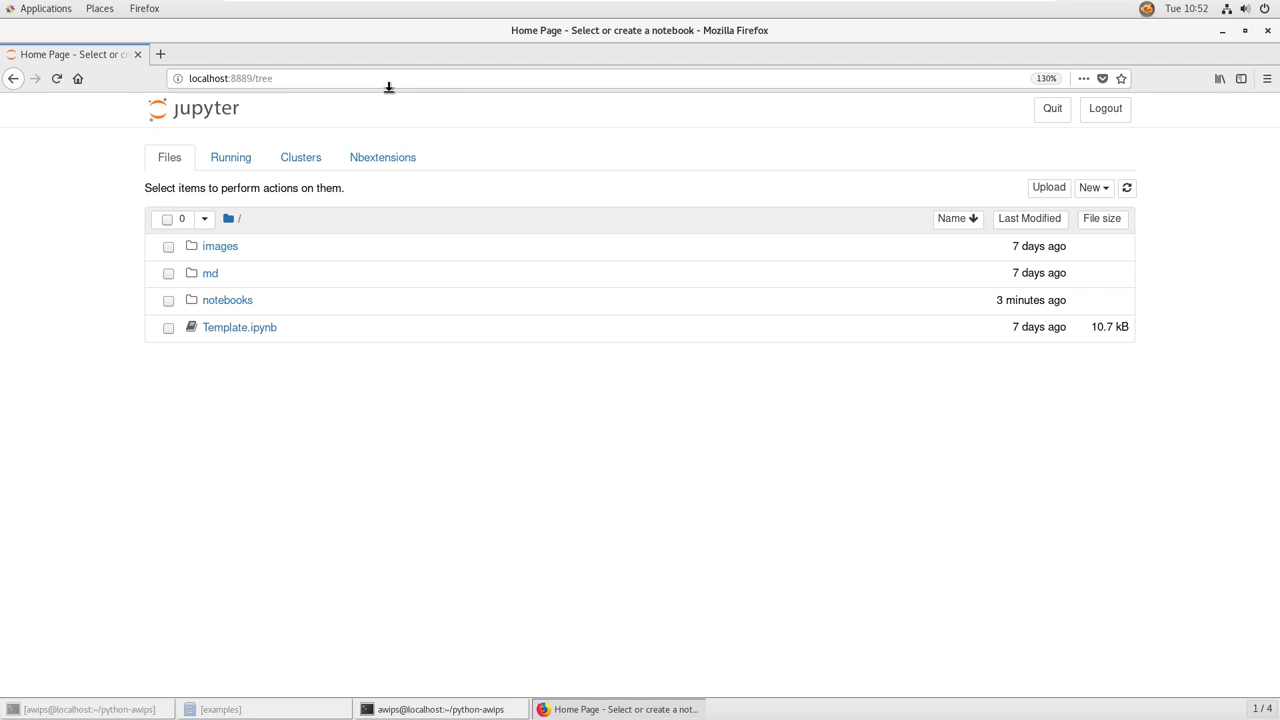 Applications Places Firefox Tue 10:52
Home Page - Select or create a notebook - Mozilla Firefox
Home Page - Select or cr
localhost:8889/tree 130%
jupyter Quit Logout
Files Running Clusters Nbextensions
Select items to perform actions on them. Upload New
0 / Name Last Modified File size
images 7 days ago
md 7 days ago
notebooks 3 minutes ago
Template.ipynb 7 days ago 10.7 kB
[awips@localhost:~/python-awips] [examples] awips@localhost:~/python-awips Home Page - Select or create a not... 1 / 4